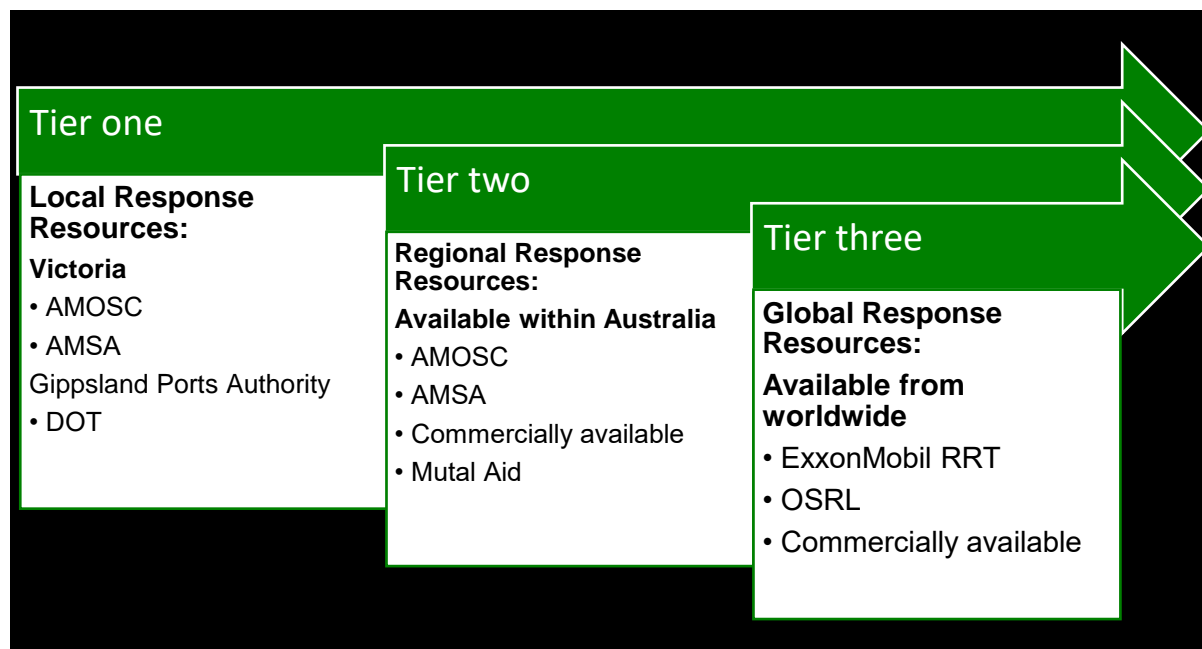 Tier one
Local Response
Resources:
Victoria
• AMOSC
• AMSA
Gippsland Ports Authority
• DOT
Tier two
Regional Response
Resources:
Available within Australia
• AMOSC
• AMSA
• Commercially available
• Mutal Aid
Tier three
Global Response
Resources:
Available from
worldwide
• ExxonMobil RRT
• OSRL
• Commercially available